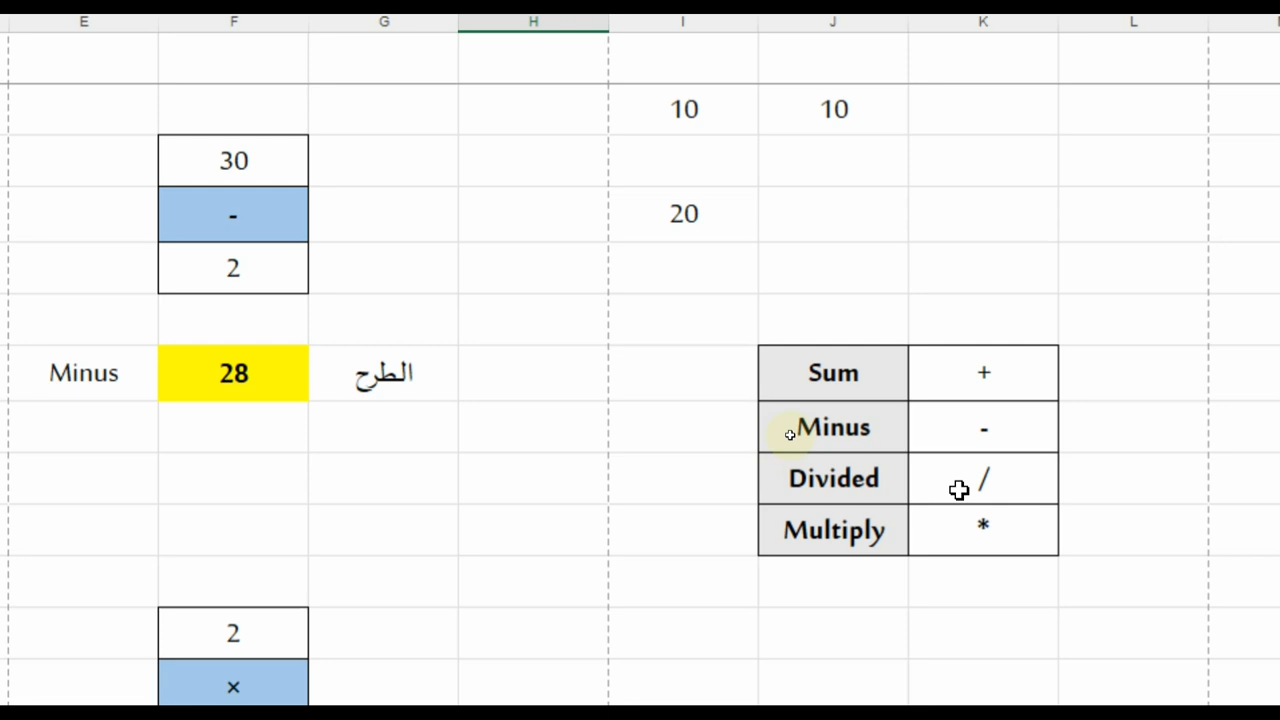 E F G H I J K L
10 10
30
-
20
2
Minus 28 الطرح
Sum +
Minus -
Divided /
Multiply *
2
×